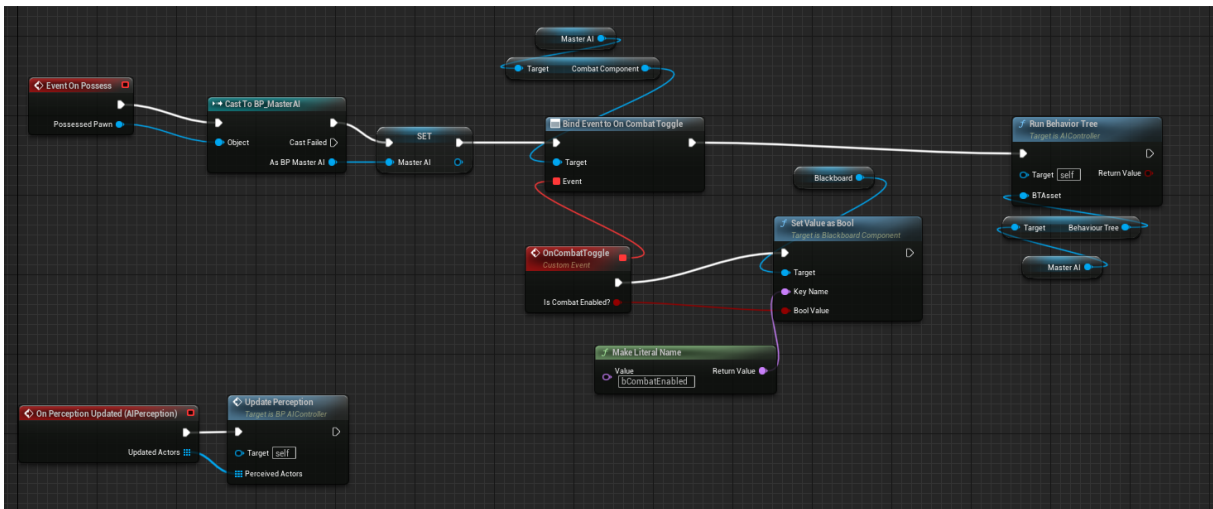 Event On Possess
Possessed Pawn
Cast To BP_MasterAI
Object
Cast Failed
As BP Master AI
SET
Master AI
Master AI
Target Combat Component
Bind Event to On Combat Toggle
Target
Event
OnCombatToggle
Custom Event
Is Combat Enabled?
Blackboard
Set Value as Bool
Target is Blackboard Component
Target
Key Name
Bool Value
Make Literal Name
Value
bCombatEnabled
Return Value
Run Behavior Tree
Target is AIController
Target self
Return Value
BTAsset
Target Behaviour Tree
Master AI
On Perception Updated (AIPerception)
Updated Actors
Update Perception
Target is BP AIController
Target self
Perceived Actors